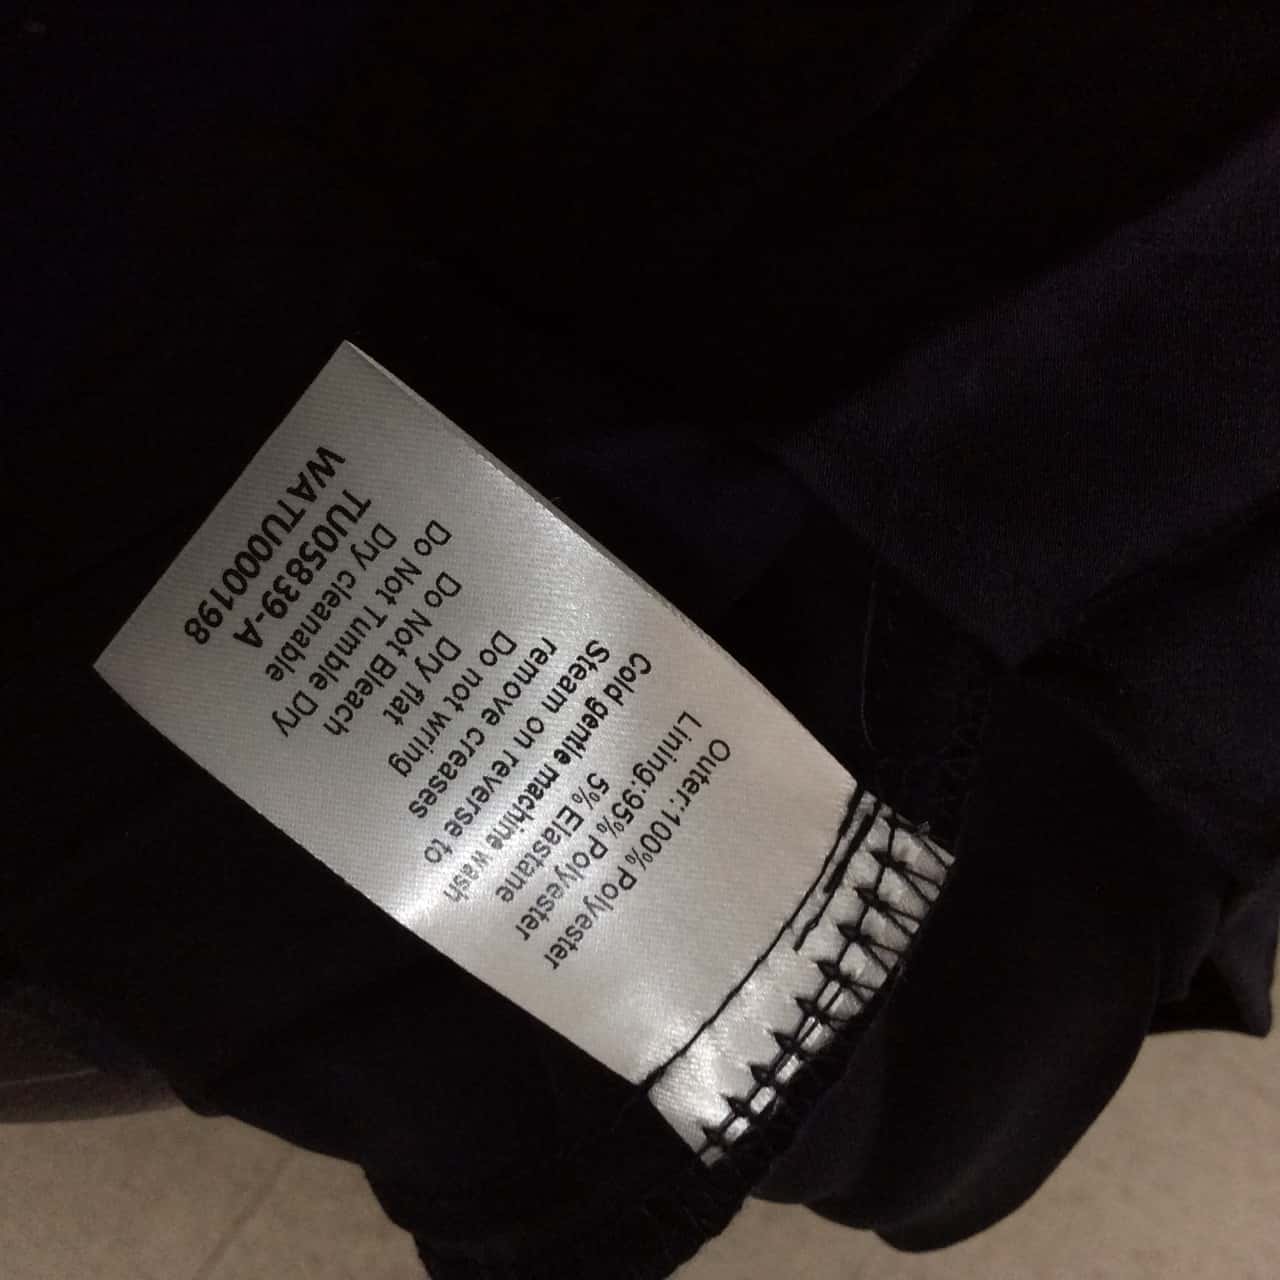 Outer:100% Polyester
Lining:95% Polyester
5% Elastane
Cold gentle machine wash
Steam on reverse to
remove creases
Do not wring
Dry flat
Do Not Bleach
Do Not Tumble Dry
Dry cleanable
TU05839-A
WATU000198